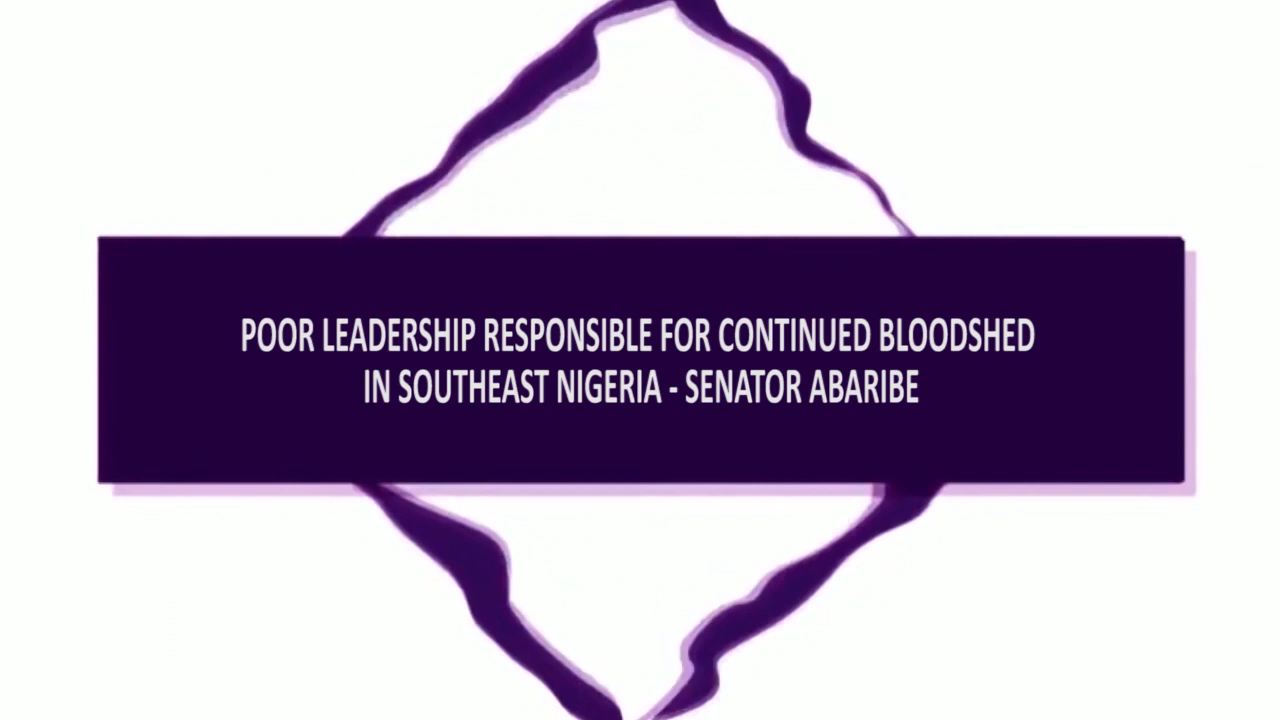 POOR LEADERSHIP RESPONSIBLE FOR CONTINUED BLOODSHED
IN SOUTHEAST NIGERIA - SENATOR ABARIBE